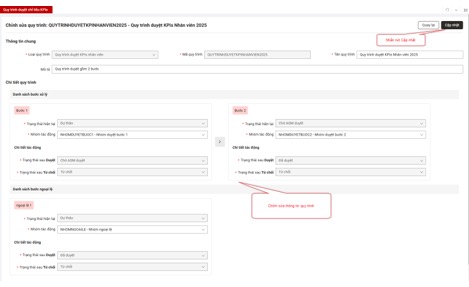 Quy trình duyệt chỉ tiêu KPIs
Chỉnh sửa quy trình: QUYTRINHDUYETKPINHANVIEN2025 - Quy trình duyệt KPIs Nhân viên 2025
Quay lại
Cập nhật
Nhấn nút Cập nhật
Thông tin chung
* Loại quy trình
Quy trình duyệt KPIs nhân viên
* Mã quy trình
QUYTRINHDUYETKPINHANVIEN2025
* Tên quy trình
Quy trình duyệt KPIs Nhân viên 2025
Mô tả
Quy trình duyệt gồm 2 bước
Chi tiết quy trình
Danh sách bước xử lý
Bước 1
* Trạng thái hiện tại
Dự thảo
* Nhóm tác động
NHOMDUYETBUOC1 - Nhóm duyệt bước 1
Chi tiết tác động
* Trạng thái sau Duyệt
* Trạng thái sau Từ chối
Từ chối
Bước 2
* Trạng thái hiện tại
* Nhóm tác động
NHOMDUYETBUOC2 - Nhóm duyệt bước 2
Chi tiết tác động
* Trạng thái sau Duyệt
Đã duyệt
* Trạng thái sau Từ chối
Từ chối
Chỉnh sửa thông tin quy trình
Danh sách bước ngoại lệ
ngoại lệ 1
* Trạng thái hiện tại
Dự thảo
* Nhóm tác động
NHOMNGOAILE - Nhóm ngoại lệ
Chi tiết tác động
* Trạng thái sau Duyệt
Đã duyệt
* Trạng thái sau Từ chối
Từ chối